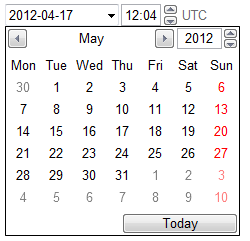 2012-04-17 12:04 UTC
May 2012
Mon Tue Wed Thu Fri Sat Sun
30 1 2 3 4 5 6
7 8 9 10 11 12 13
14 15 16 17 18 19 20
21 22 23 24 25 26 27
28 29 30 31 1 2 3
4 5 6 7 8 9 10
Today